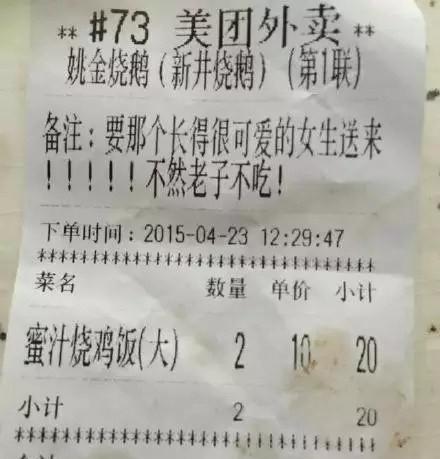 ** #73 美团外卖 **
姚金烧鹅(新井烧鹅)(第1联)
备注:要那个长得很可爱的女生送来
!!!!!不然老子不吃!
下单时间:2015-04-23 12:29:47
************************************
菜名 数量 单价 小计
蜜汁烧鸡饭(大) 2 10 20
小计 2 20
************************************